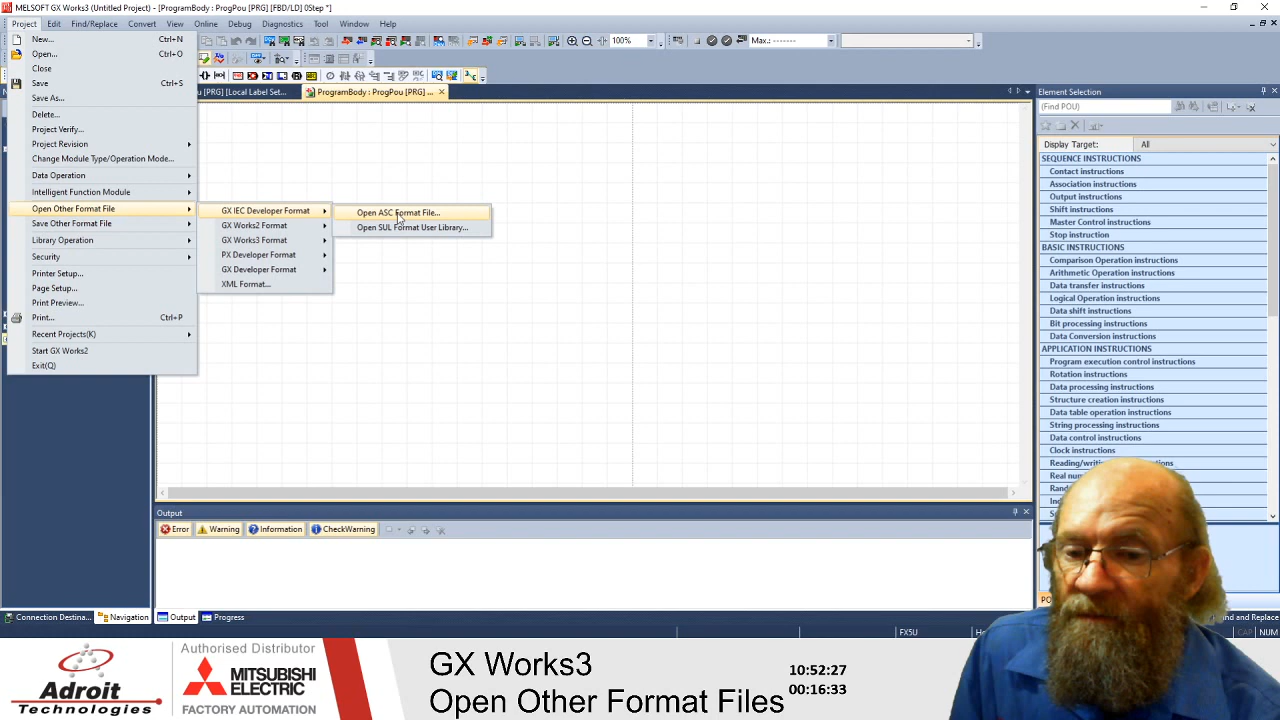 MELSOFT GX Works3 (Untitled Project) - [ProgramBody : ProgPou [PRG] [FBD/LD] 0Step *]
Project Edit Find/Replace Convert View Online Debug Diagnostics Tool Window Help
New... Ctrl+N
Open... Ctrl+O
Close
Save Ctrl+S
Save As...
Delete...
Project Verify...
Project Revision
Change Module Type/Operation Mode...
Data Operation
Intelligent Function Module
Open Other Format File
Save Other Format File
Library Operation
Security
Printer Setup...
Page Setup...
Print Preview...
Print... Ctrl+P
Recent Projects(K)
Start GX Works2
Exit(Q)
GX IEC Developer Format
GX Works2 Format
GX Works3 Format
PX Developer Format
GX Developer Format
XML Format...
Open ASC Format File...
Open SUL Format User Library...
100%
Max.: -------
[PRG] [Local Label Set...
ProgramBody : ProgPou [PRG] ...
Element Selection
(Find POU)
Display Target: All
SEQUENCE INSTRUCTIONS
Contact instructions
Association instructions
Output instructions
Shift instructions
Master Control instructions
BASIC INSTRUCTIONS
Comparison Operation instructions
Arithmetic Operation instructions
Data transfer instructions
Logical Operation instructions
Data shift instructions
Bit processing instructions
Data Conversion instructions
APPLICATION INSTRUCTIONS
Program execution control instructions
Rotation instructions
Data processing instructions
Structure creation instructions
Data table operation instructions
String processing instructions
Data control instructions
Clock instructions
Output
Error Warning Information CheckWarning
Connection Destina... Navigation
Output Progress
FX5U
CAP NUM
Authorised Distributor
MITSUBISHI
ELECTRIC
FACTORY AUTOMATION
Adroit
Technologies
GX Works3
Open Other Format Files
10:52:27
00:16:33